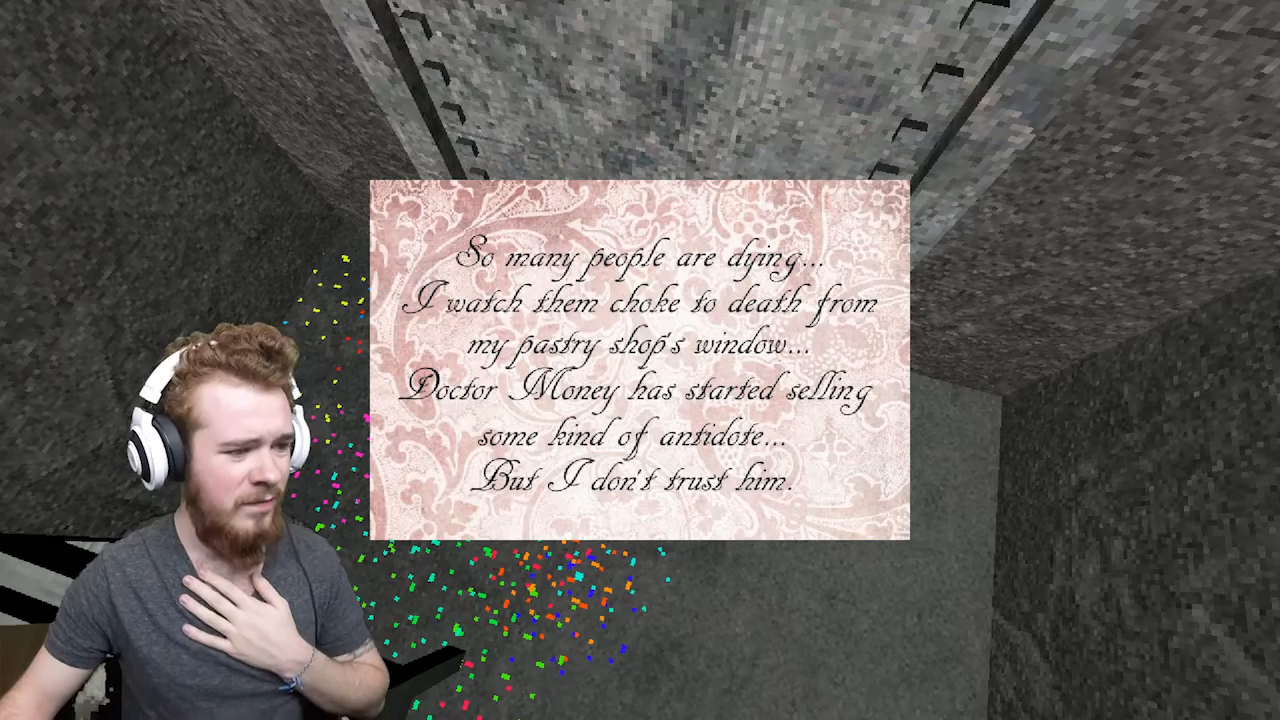 So many people are dying...
I watch them choke to death from
my pastry shop's window...
Doctor Money has started selling
some kind of antidote...
But I don't trust him.